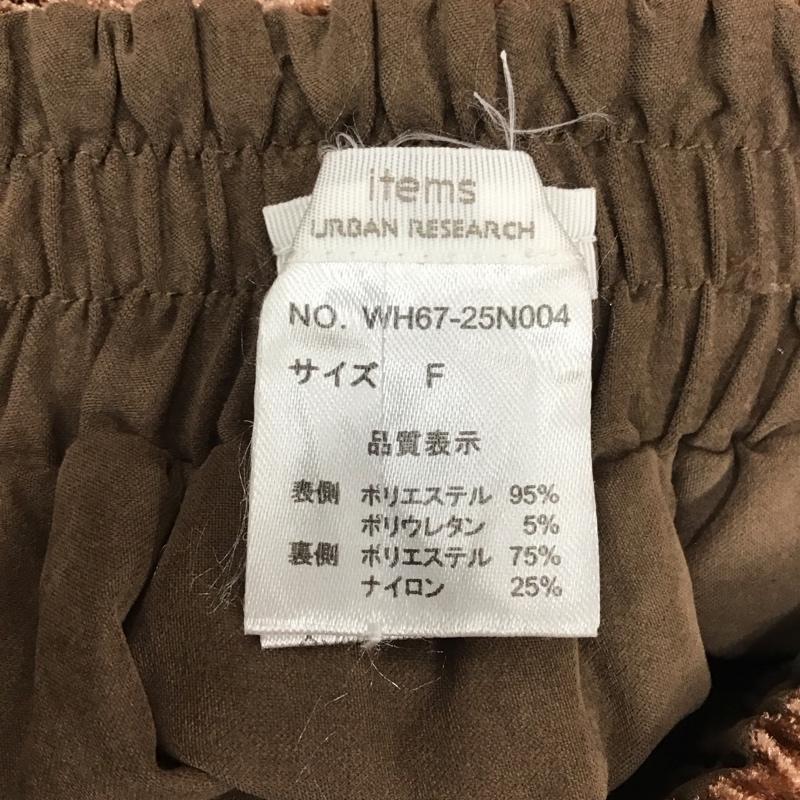 items
URBAN RESEARCH
NO. WH67-25N004
サイズ F
品質表示
表側 ポリエステル 95%
ポリウレタン 5%
裏側 ポリエステル 75%
ナイロン 25%